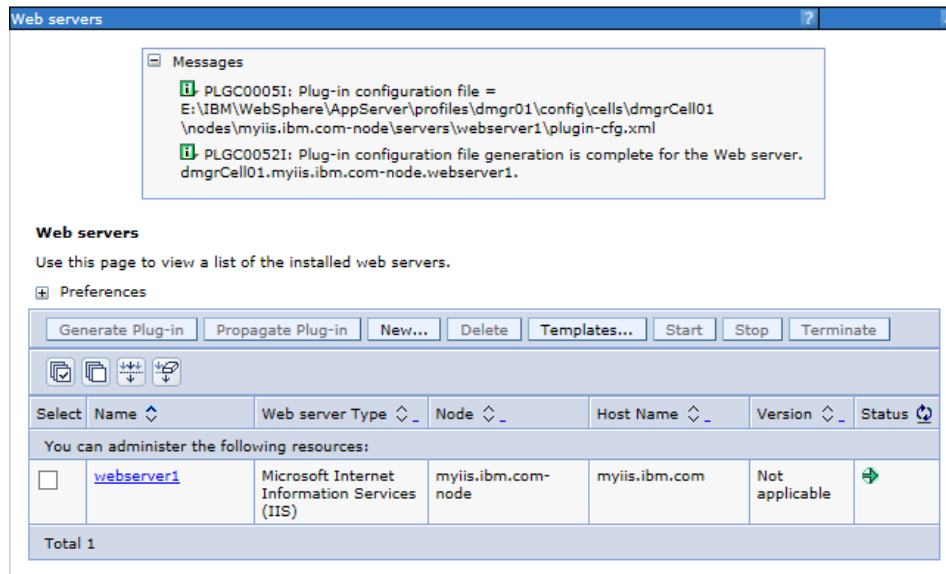 Web servers ?
Messages
PLGC0005I: Plug-in configuration file =
E:\IBM\WebSphere\AppServer\profiles\dmgr01\config\cells\dmgrCell01
\nodes\myiis.ibm.com-node\servers\webserver1\plugin-cfg.xml
PLGC0052I: Plug-in configuration file generation is complete for the Web server.
dmgrCell01.myiis.ibm.com-node.webserver1.
Web servers
Use this page to view a list of the installed web servers.
Preferences
Generate Plug-in Propagate Plug-in New... Delete Templates... Start Stop Terminate
Select Name Web server Type Node Host Name Version Status
You can administer the following resources:
webserver1 Microsoft Internet myiis.ibm.com- myiis.ibm.com Not
Information Services node applicable
(IIS)
Total 1